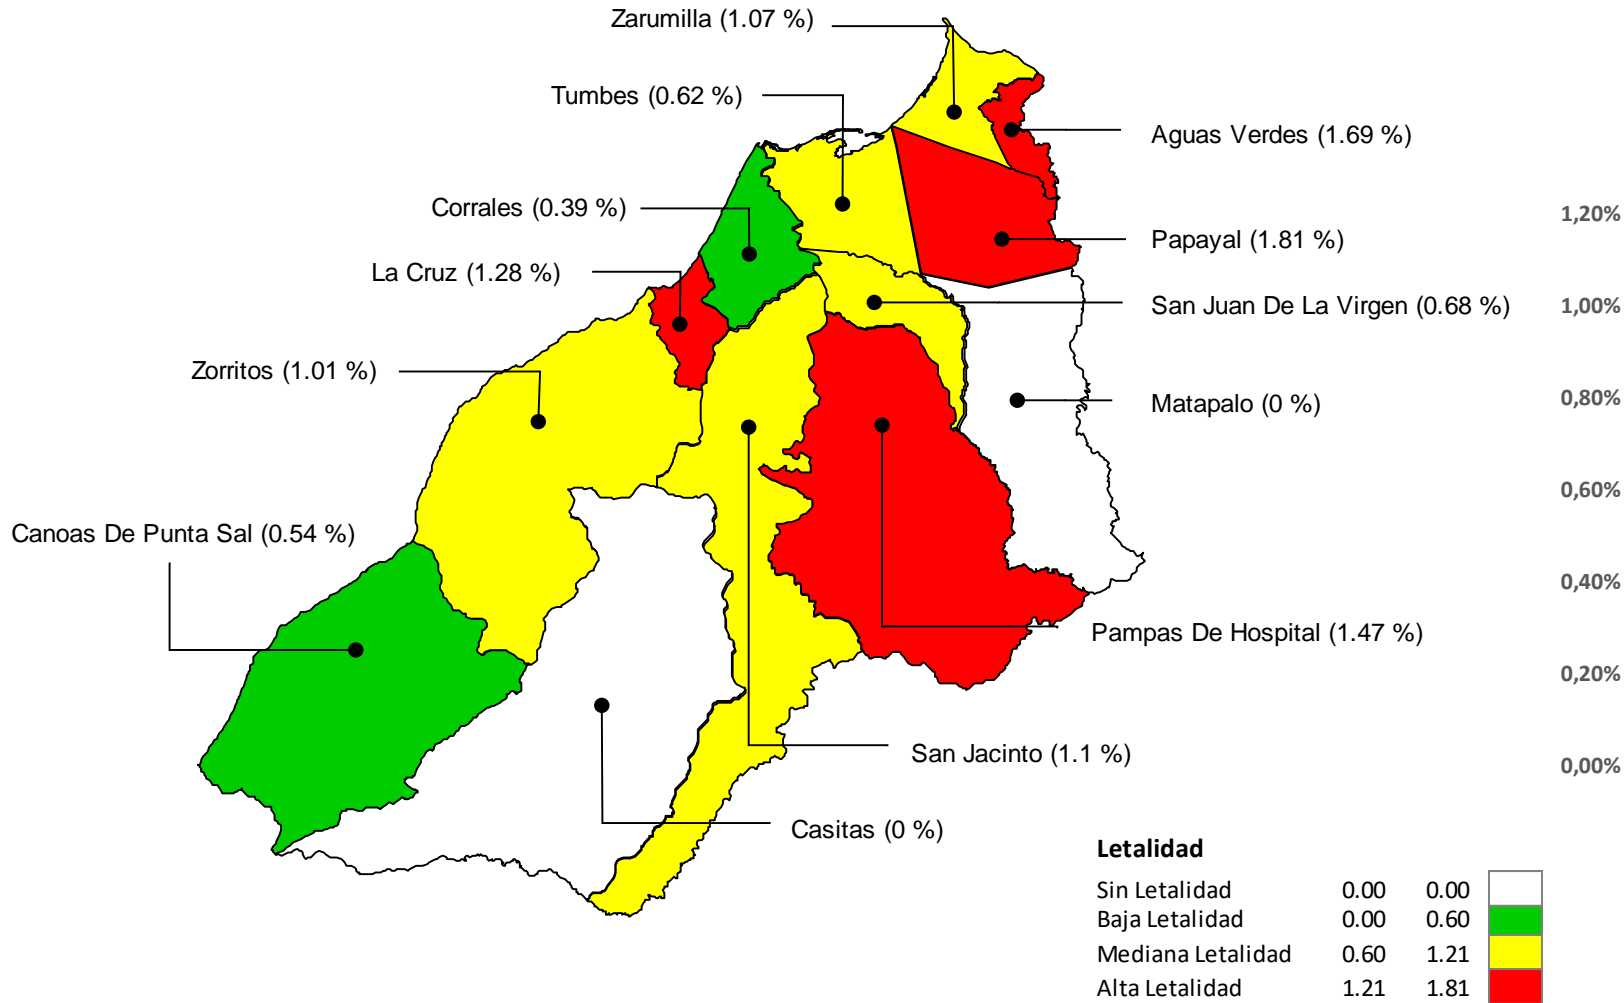 Zarumilla (1.07 %)
Tumbes (0.62 %)
Aguas Verdes (1.69 %)
Corrales (0.39 %)
1,20%
Papayal (1.81 %)
La Cruz (1.28 %)
San Juan De La Virgen (0.68 %)
1,00%
Zorritos (1.01 %)
Matapalo (0 %)
0,80%
0,60%
Canoas De Punta Sal (0.54 %)
0,40%
Pampas De Hospital (1.47 %)
0,20%
San Jacinto (1.1 %)
0,00%
Casitas (0 %)
Letalidad
Sin Letalidad 0.00 0.00
Baja Letalidad 0.00 0.60
Mediana Letalidad 0.60 1.21
Alta Letalidad 1.21 1.81